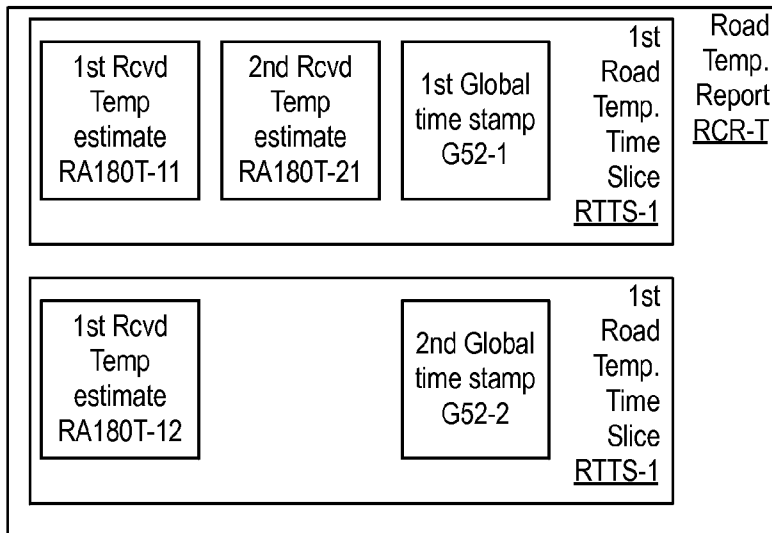 1st Rcvd
Temp
estimate
RA180T-11
2nd Rcvd
Temp
estimate
RA180T-21
1st Global
time stamp
G52-1
1st
Road
Temp.
Time
Slice
RTTS-1
Road
Temp.
Report
RCR-T
1st Rcvd
Temp
estimate
RA180T-12
2nd Global
time stamp
G52-2
1st
Road
Temp.
Time
Slice
RTTS-1